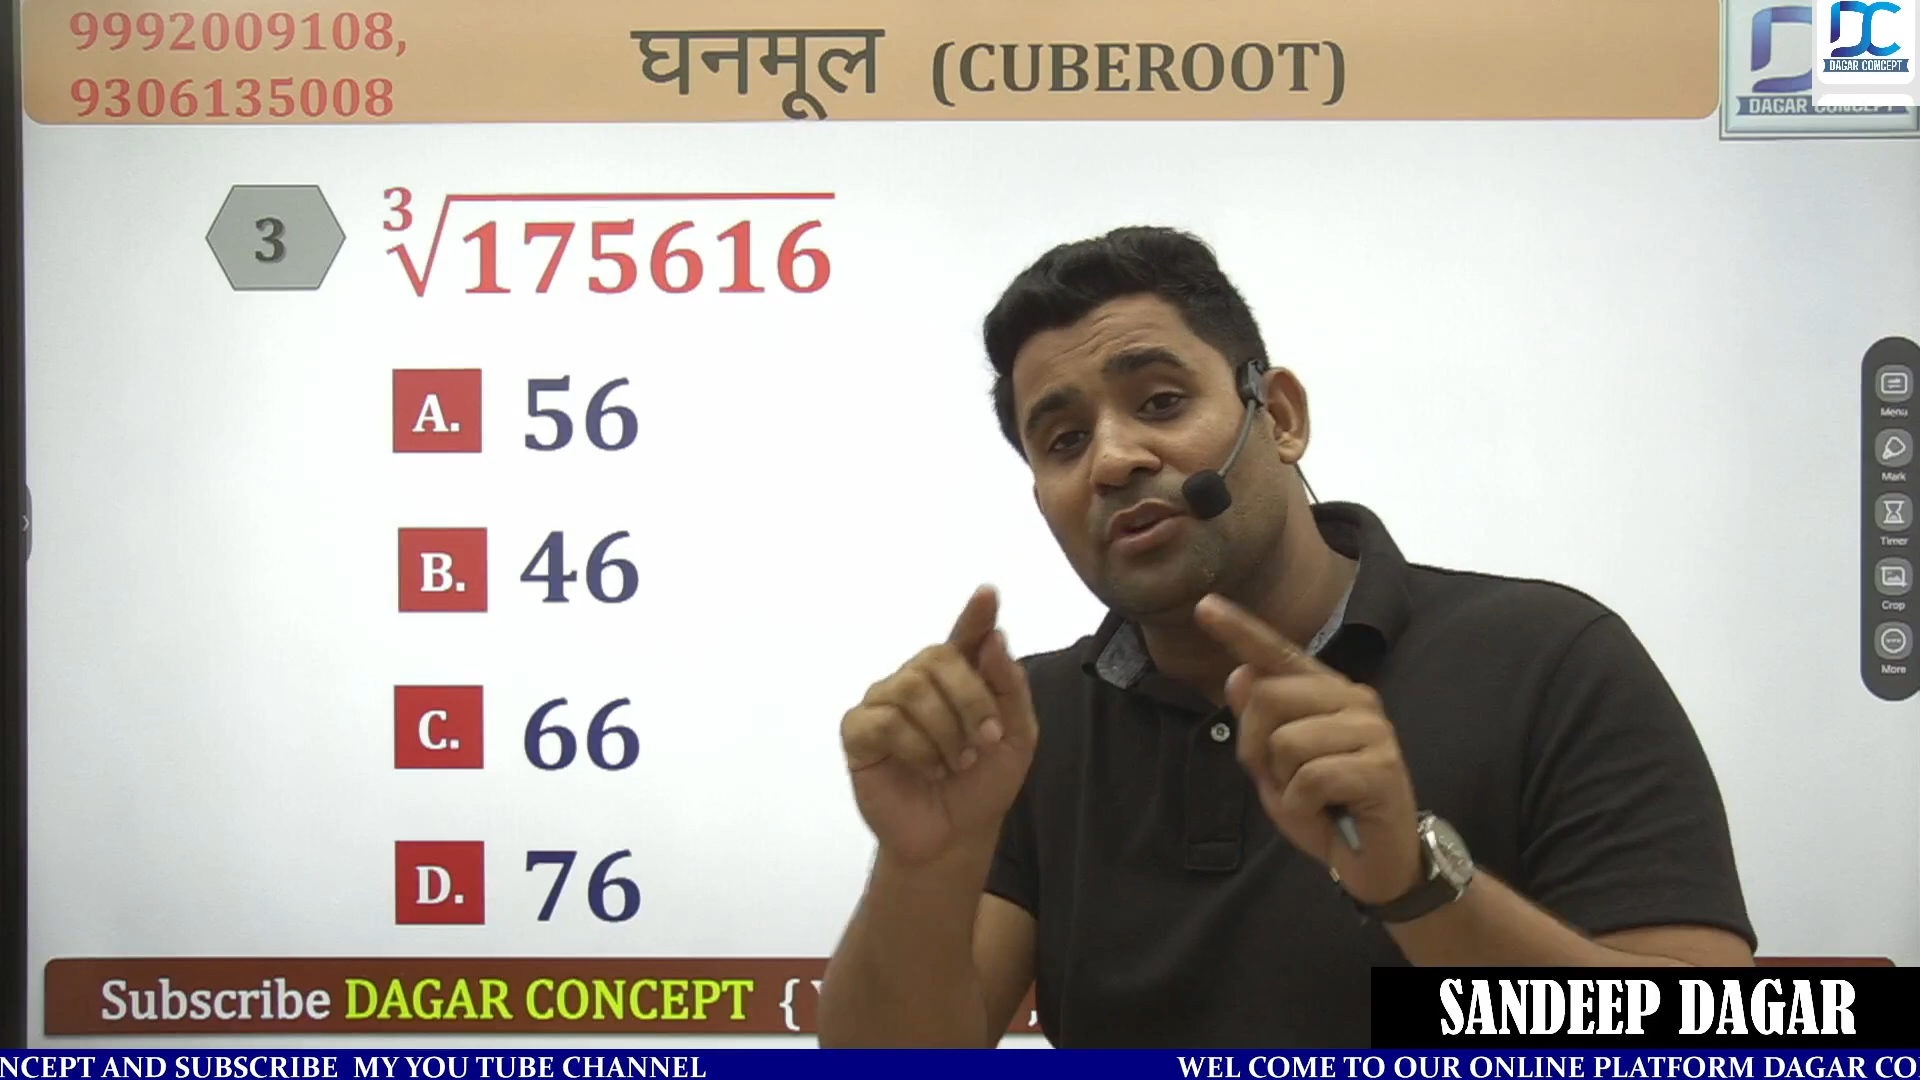 9992009108,
9306135008
घनमूल (CUBEROOT)
DC
DAGAR CONCEPT
3
∛175616
A. 56
B. 46
C. 66
D. 76
Menu
Mark
Timer
Crop
More
Subscribe DAGAR CONCEPT {
SANDEEP DAGAR
NCEPT AND SUBSCRIBE MY YOU TUBE CHANNEL
WEL COME TO OUR ONLINE PLATFORM DAGAR CO